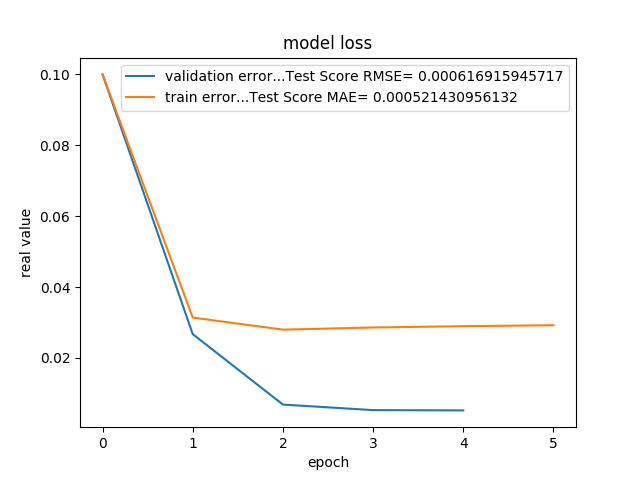 model loss
validation error...Test Score RMSE= 0.000616915945717
train error...Test Score MAE= 0.000521430956132
0.10
0.08
0.06
0.04
0.02
real value
0 1 2 3 4 5
epoch